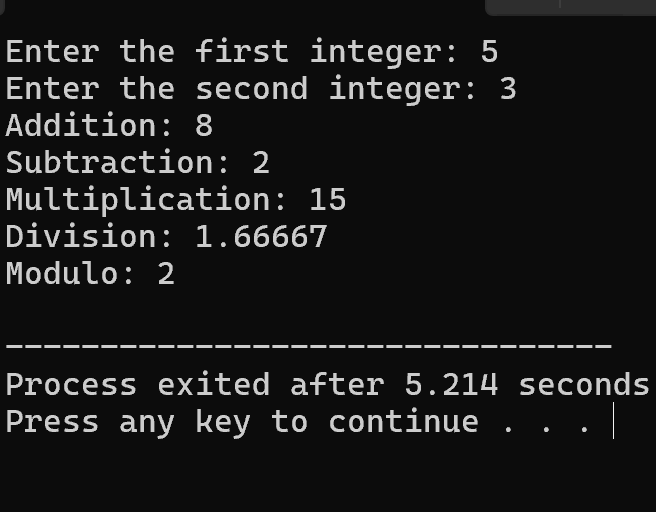 Enter the first integer: 5
Enter the second integer: 3
Addition: 8
Subtraction: 2
Multiplication: 15
Division: 1.66667
Modulo: 2
--------------------------------
Process exited after 5.214 seconds
Press any key to continue . . .